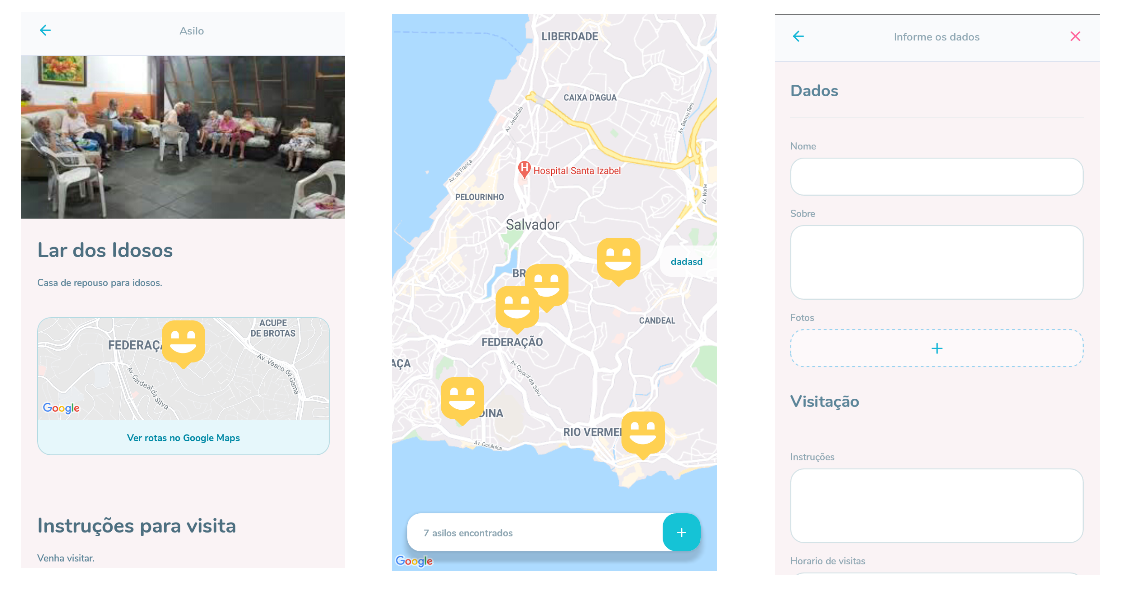 Asilo
Lar dos Idosos
Casa de repouso para idosos.
ACUPE
DE BROTAS
FEDERAÇ
Av. Cardeal da Silva
Av. Vasco da Gama
Google
Ver rotas no Google Maps
Instruções para visita
Venha visitar.
LIBERDADE
CAIXA D'AGUA
Hospital Santa Izabel
PELOURINHO
Salvador
dadasd
BR
CANDEAL
FEDERAÇÃO
AÇA
DINA
RIO VERMEL
7 asilos encontrados
+
Google
Informe os dados
Dados
Nome
Sobre
Fotos
+
Visitação
Instruções
Horario de visitas